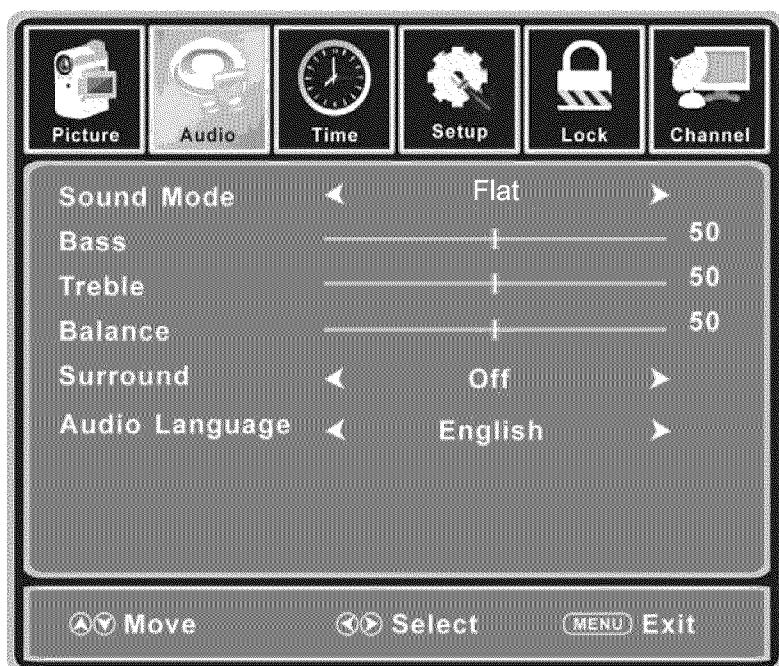 Picture Audio Time Setup Lock Channel
Sound Mode Flat
Bass 50
Treble 50
Balance 50
Surround Off
Audio Language English
Move Select MENU Exit